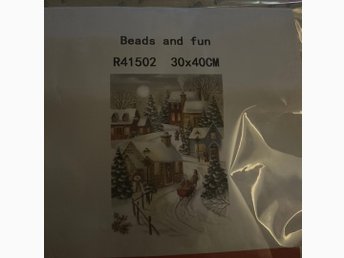 Beads and fun
R41502 30x40CM